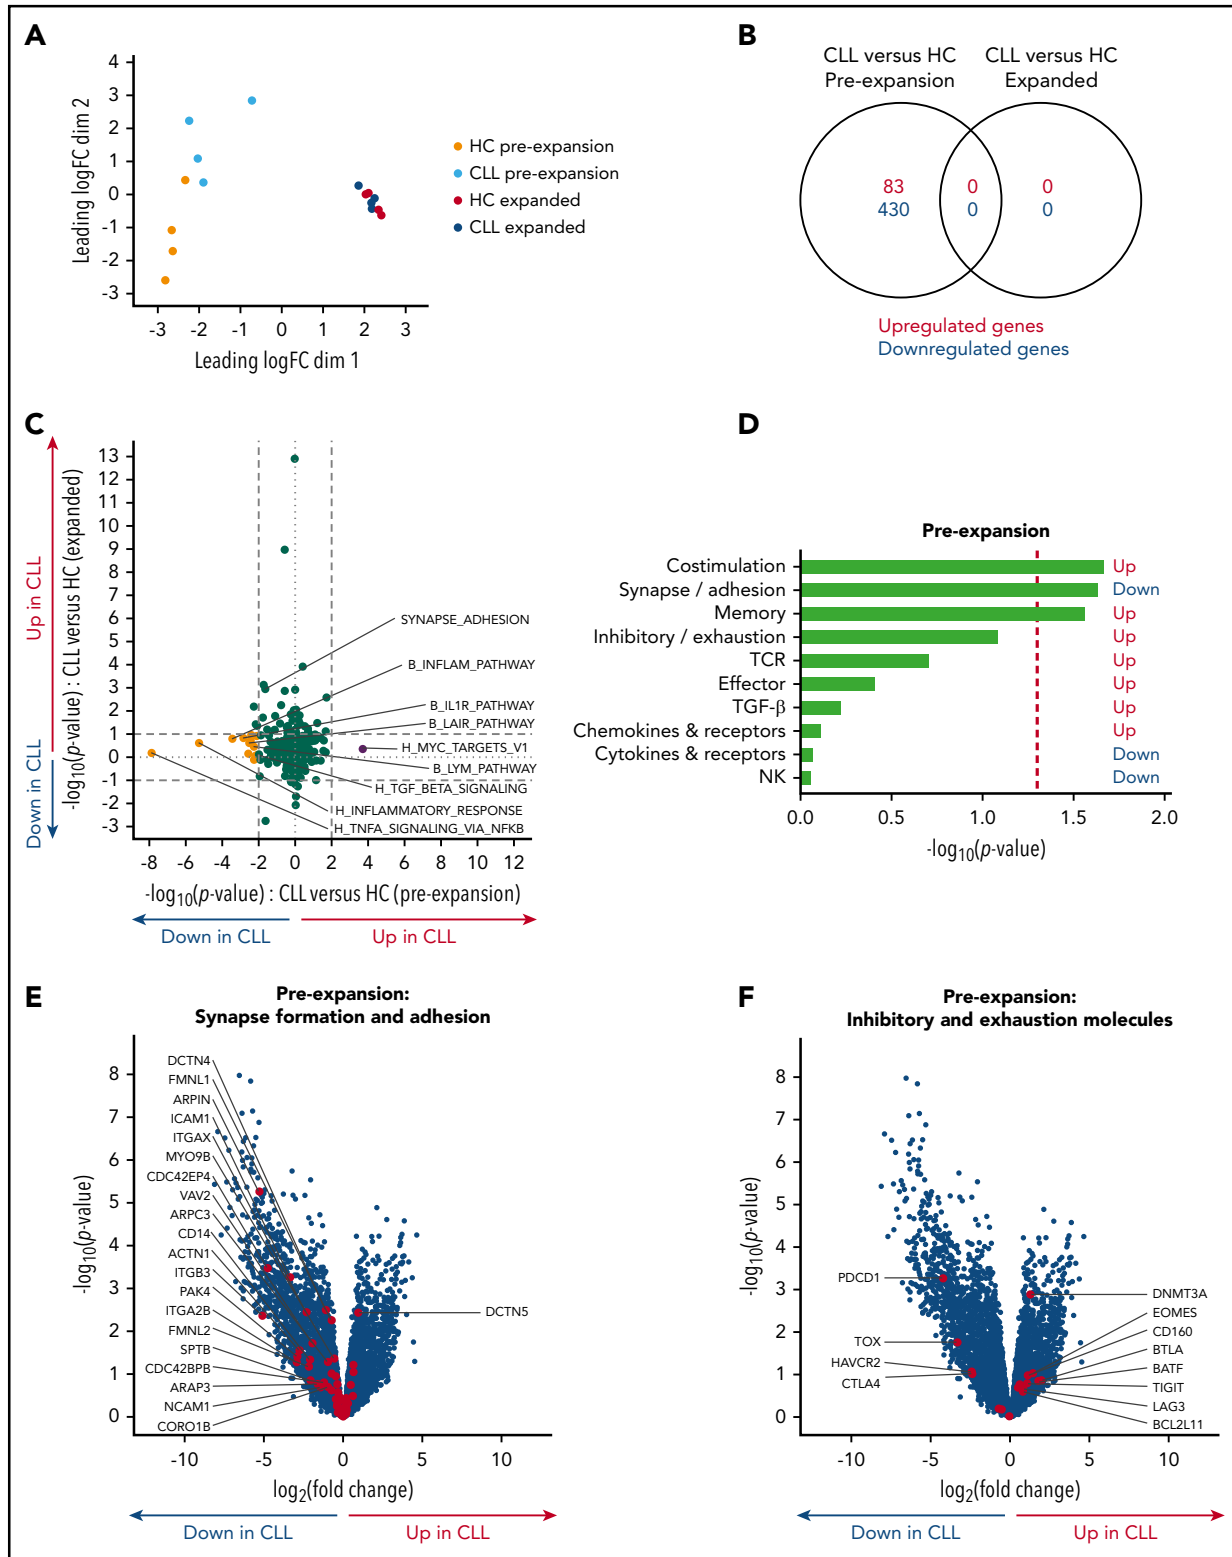 A
4
3
2
1
0
-1
-2
-3
Leading logFC dim 2
-3 -2 -1 0 1 2 3
Leading logFC dim 1
HC pre-expansion
CLL pre-expansion
HC expanded
CLL expanded
B
CLL versus HC
Pre-expansion
CLL versus HC
Expanded
83 0 0
430 0 0
Upregulated genes
Downregulated genes
C
Up in CLL
Down in CLL
-log10(p-value) : CLL versus HC (expanded)
13
12
11
10
9
8
7
6
5
4
3
2
1
0
-1
-2
-3
SYNAPSE_ADHESION
B_INFLAM_PATHWAY
B_IL1R_PATHWAY
B_LAIR_PATHWAY
H_MYC_TARGETS_V1
B_LYM_PATHWAY
H_TGF_BETA_SIGNALING
H_INFLAMMATORY_RESPONSE
H_TNFA_SIGNALING_VIA_NFKB
-8 -6 -4 -2 0 2 4 6 8 10 12
-log10(p-value) : CLL versus HC (pre-expansion)
Down in CLL
Up in CLL
D
Pre-expansion
Costimulation Up
Synapse / adhesion Down
Memory Up
Inhibitory / exhaustion Up
TCR Up
Effector Up
TGF-β Up
Chemokines & receptors Up
Cytokines & receptors Down
NK Down
0.0 0.5 1.0 1.5 2.0
-log10(p-value)
E
Pre-expansion:
Synapse formation and adhesion
-log10(p-value)
8
7
6
5
4
3
2
1
0
DCTN4
FMNL1
ARPIN
ICAM1
ITGAX
MYO9B
CDC42EP4
VAV2
ARPC3
CD14
ACTN1
ITGB3
PAK4
ITGA2B
FMNL2
SPTB
CDC42BPB
ARAP3
NCAM1
CORO1B
DCTN5
-10 -5 0 5 10
log2(fold change)
Down in CLL
Up in CLL
F
Pre-expansion:
Inhibitory and exhaustion molecules
-log10(p-value)
8
7
6
5
4
3
2
1
0
PDCD1
TOX
HAVCR2
CTLA4
DNMT3A
EOMES
CD160
BTLA
BATF
TIGIT
LAG3
BCL2L11
-10 -5 0 5 10
log2(fold change)
Down in CLL
Up in CLL